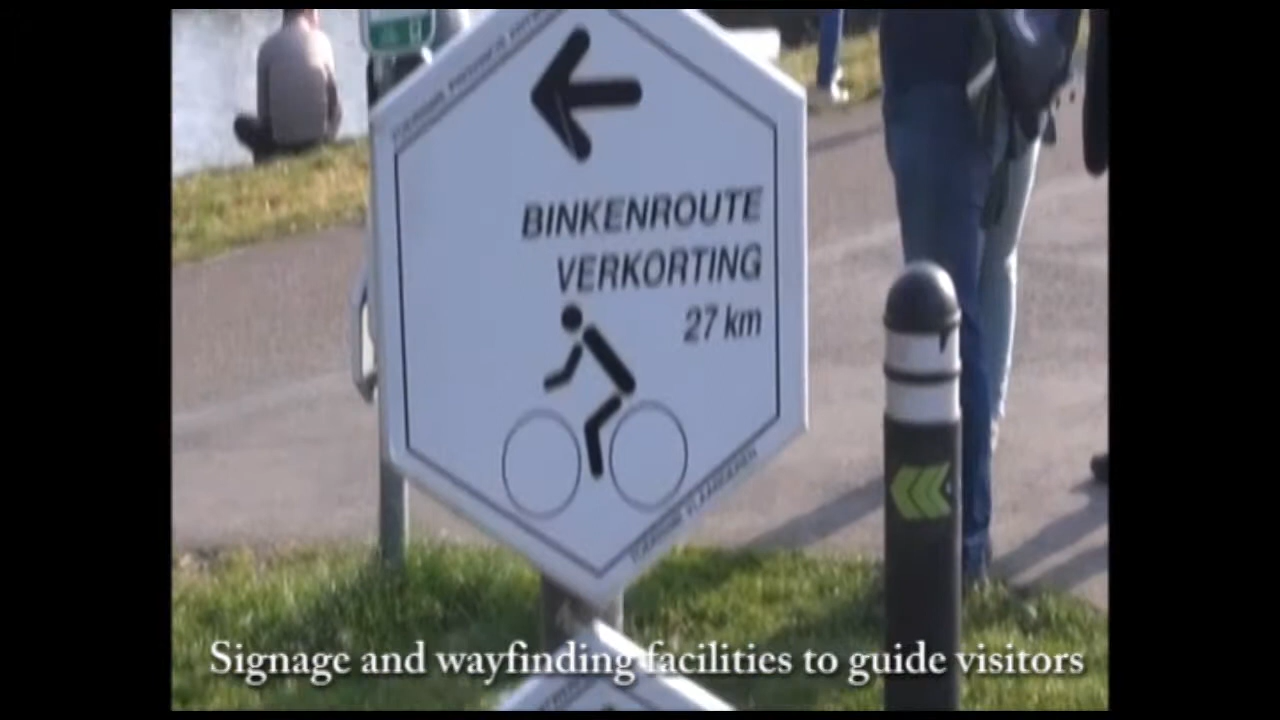 BINKENROUTE
VERKORTING
27 km
Signage and wayfinding facilities to guide visitors